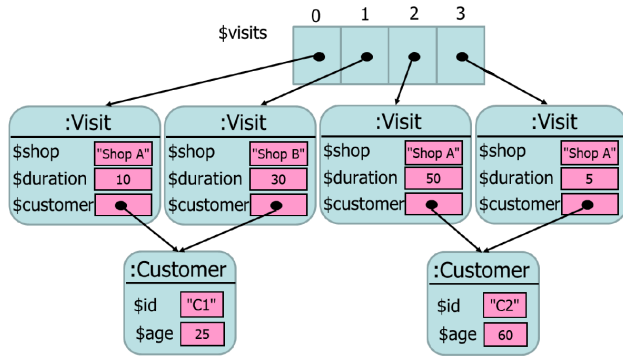 $visits 0 1 2 3
:Visit :Visit :Visit :Visit
$shop "Shop A" $shop "Shop B" $shop "Shop A" $shop "Shop A"
$duration 10 $duration 30 $duration 50 $duration 5
$customer $customer $customer $customer
:Customer :Customer
$id "C1" $id "C2"
$age 25 $age 60